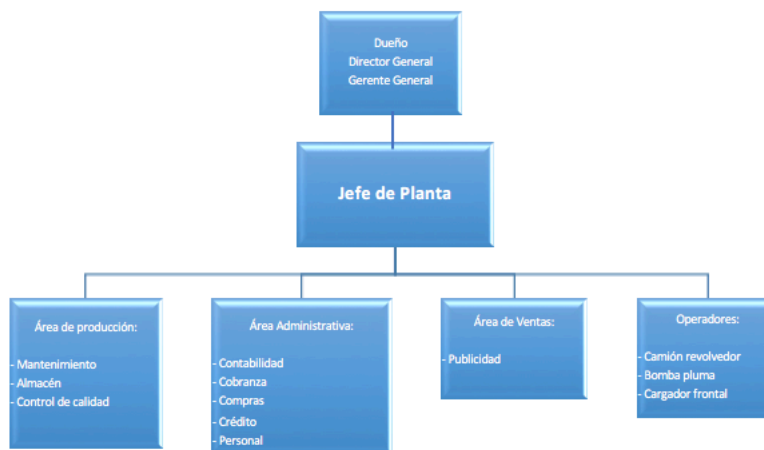 Dueño
Director General
Gerente General
Jefe de Planta
Área de producción:
- Mantenimiento
- Almacén
- Control de calidad
Área Administrativa:
- Contabilidad
- Cobranza
- Compras
- Crédito
- Personal
Área de Ventas:
- Publicidad
Operadores:
- Camión revolvedor
- Bomba pluma
- Cargador frontal